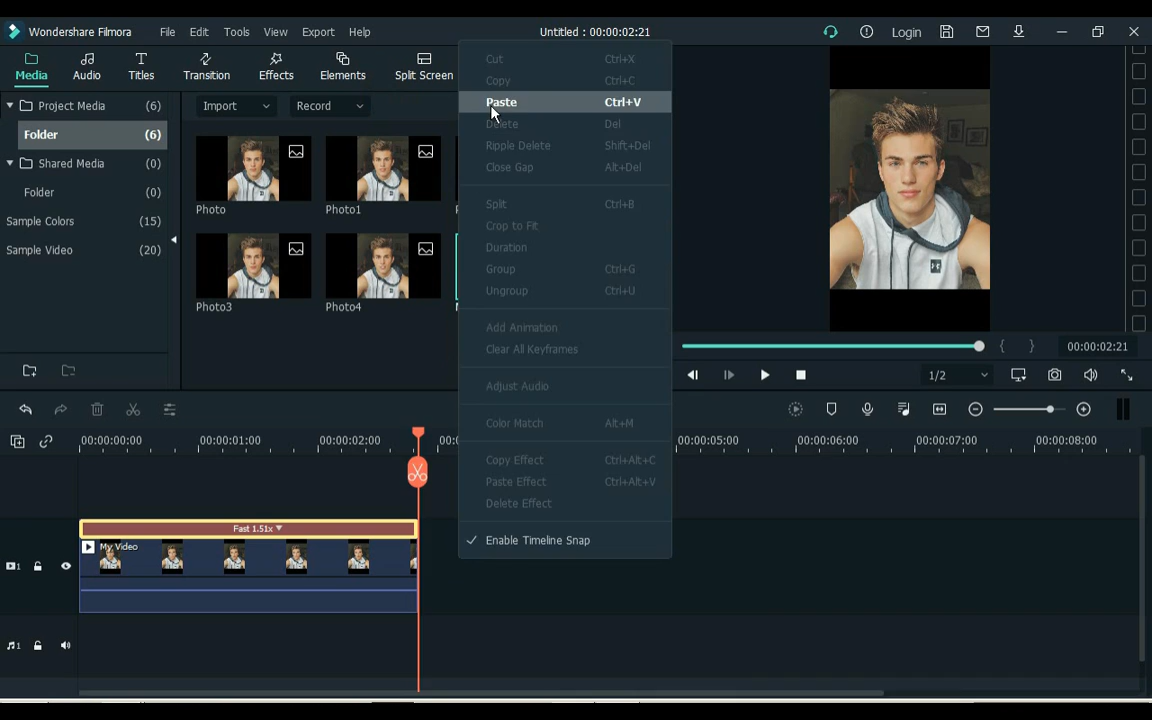 Wondershare Filmora File Edit Tools View Export Help Untitled : 00:00:02:21 Login
Media Audio Titles Transition Effects Elements Split Screen
Project Media (6)
Folder (6)
Shared Media (0)
Folder (0)
Sample Colors (15)
Sample Video (20)
Import Record
Photo Photo1
Photo3 Photo4
Cut Ctrl+X
Copy Ctrl+C
Paste Ctrl+V
Delete Del
Ripple Delete Shift+Del
Close Gap Alt+Del
Split Ctrl+B
Crop to Fit
Duration
Group Ctrl+G
Ungroup Ctrl+U
Add Animation
Clear All Keyframes
Adjust Audio
Color Match Alt+M
Copy Effect Ctrl+Alt+C
Paste Effect Ctrl+Alt+V
Delete Effect
Enable Timeline Snap
{ } 00:00:02:21
1/2
00:00:00:00 00:00:01:00 00:00:02:00 00:00:05:00 00:00:06:00 00:00:07:00 00:00:08:00
Fast 1.51x
My Video
1
1